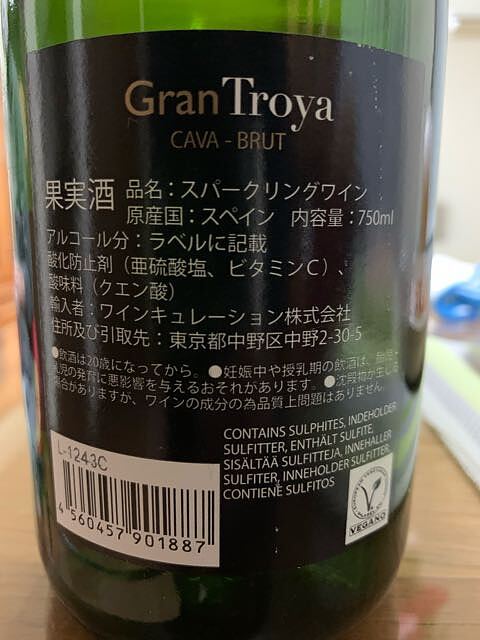 Gran Troya
CAVA - BRUT
果実酒 品名：スパークリングワイン
原産国：スペイン 内容量：750ml
アルコール分：ラベルに記載
酸化防止剤（亜硫酸塩、ビタミンC）、
酸味料（クエン酸）
輸入者：ワインキュレーション株式会社
住所及び引取先：東京都中野区中野2-30-5
●飲酒は20歳になってから。●妊娠中や授乳期の飲酒は、胎児・
乳児の発育に悪影響を与えるおそれがあります。●沈殿物が生じる
場合がありますが、ワインの成分の為品質上問題はありません。
CONTAINS SULPHITES, INDEHOLDER
SULFITTER, ENTHÄLT SULFITE,
SISÄLTÄÄ SULFITTEJA, INNEHALLER
SULFITER, INNEHOLDER SULFITTER,
CONTIENE SULFITOS
L-1243C
4 560457 901887
VEGANO